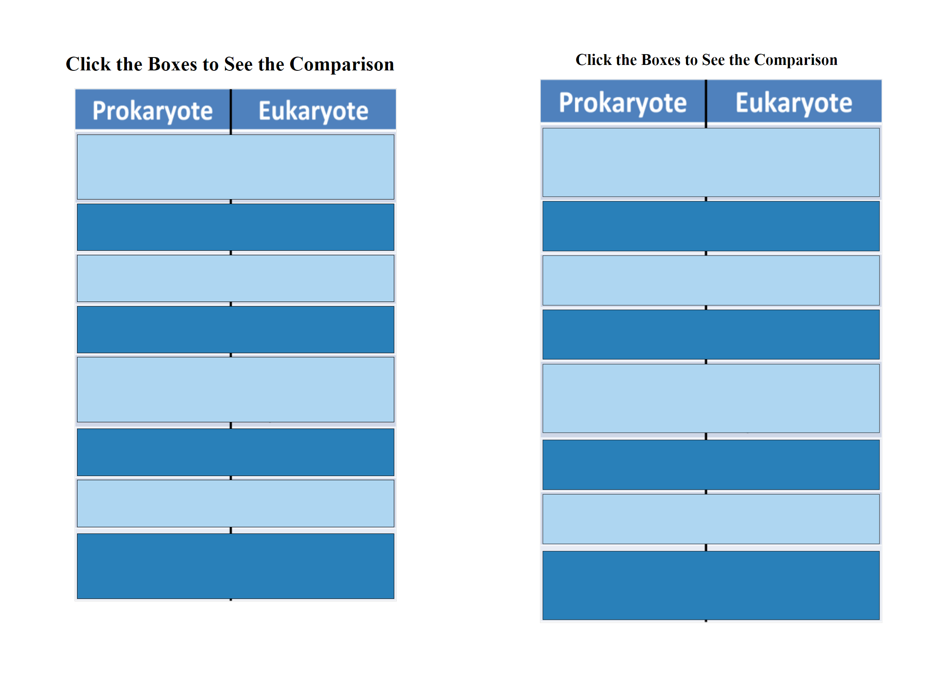 Click the Boxes to See the Comparison
Prokaryote Eukaryote
Click the Boxes to See the Comparison
Prokaryote Eukaryote